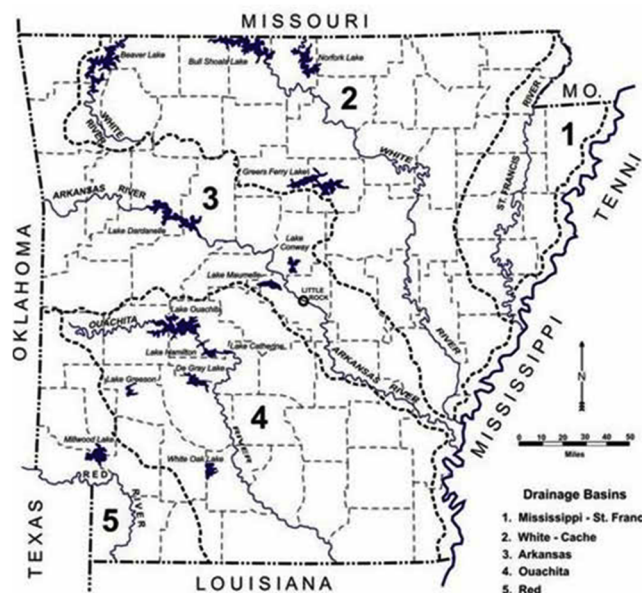 MISSOURI
Beaver Lake
Bull Shoals Lake
Norfork Lake
2
RIVER
MO.
1
WHITE
RIVER
WHITE
Greers Ferry Lake
ST. FRANCIS
ARKANSAS RIVER
3
Lake Dardanelle
Lake Conway
Lake Maumelle
LITTLE ROCK
OKLAHOMA
TENN
MISSISSIPPI
Lake Ouachita
OUACHITA
Lake Hamilton
Lake Catherine
ARKANSAS RIVER
RIVER
De Gray Lake
Lake Greeson
4
RIVER
N
Millwood Lake
White Oak Lake
RED
RIVER
5
TEXAS
LOUISIANA
0 10 20 30 40 50
Miles
Drainage Basins
1. Mississippi - St. Franc
2. White - Cache
3. Arkansas
4. Ouachita
5. Red